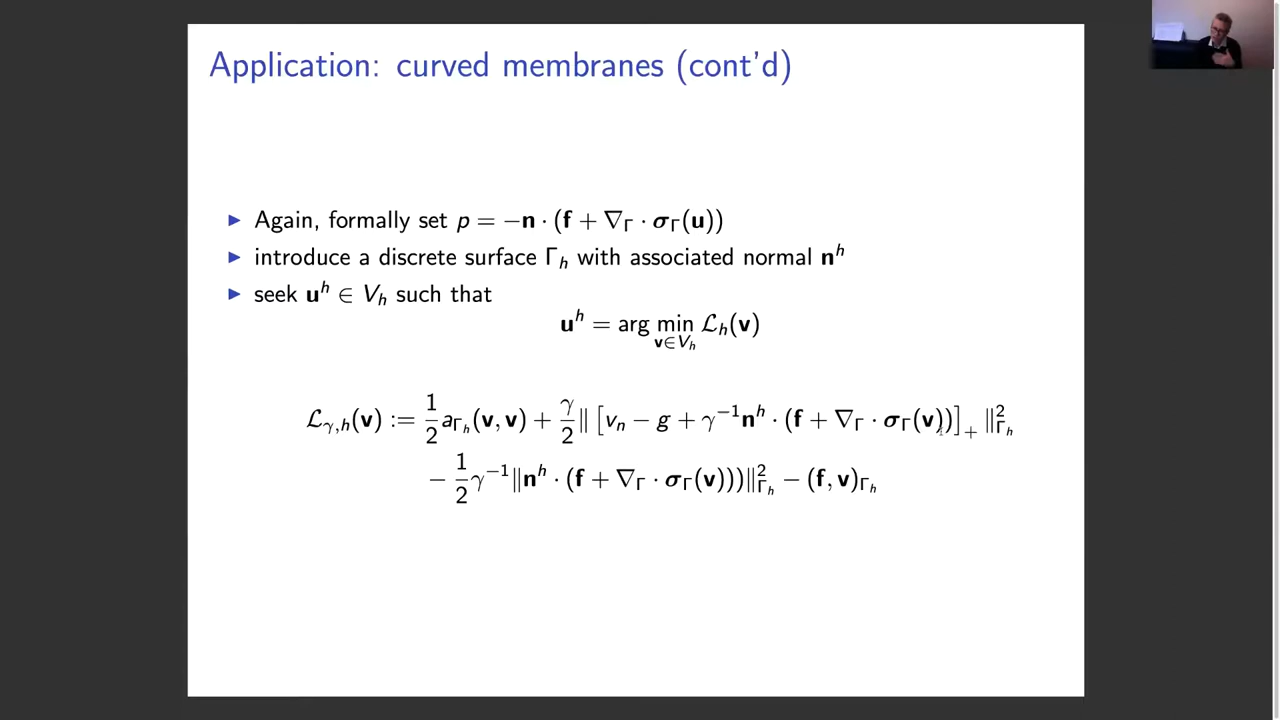 Application: curved membranes (cont'd)
▶ Again, formally set p = −n · (f + ∇_Γ · σ_Γ(u))
▶ introduce a discrete surface Γ_h with associated normal n^h
▶ seek u^h ∈ V_h such that
u^h = arg min_{v∈V_h} ℒ_h(v)
ℒ_{γ,h}(v) := 1/2 a_{Γ_h}(v, v) + γ/2 ‖ [v_n − g + γ^{−1} n^h · (f + ∇_Γ · σ_Γ(v))]_+ ‖²_{Γ_h}
− 1/2 γ^{−1} ‖n^h · (f + ∇_Γ · σ_Γ(v)))‖²_{Γ_h} − (f, v)_{Γ_h}